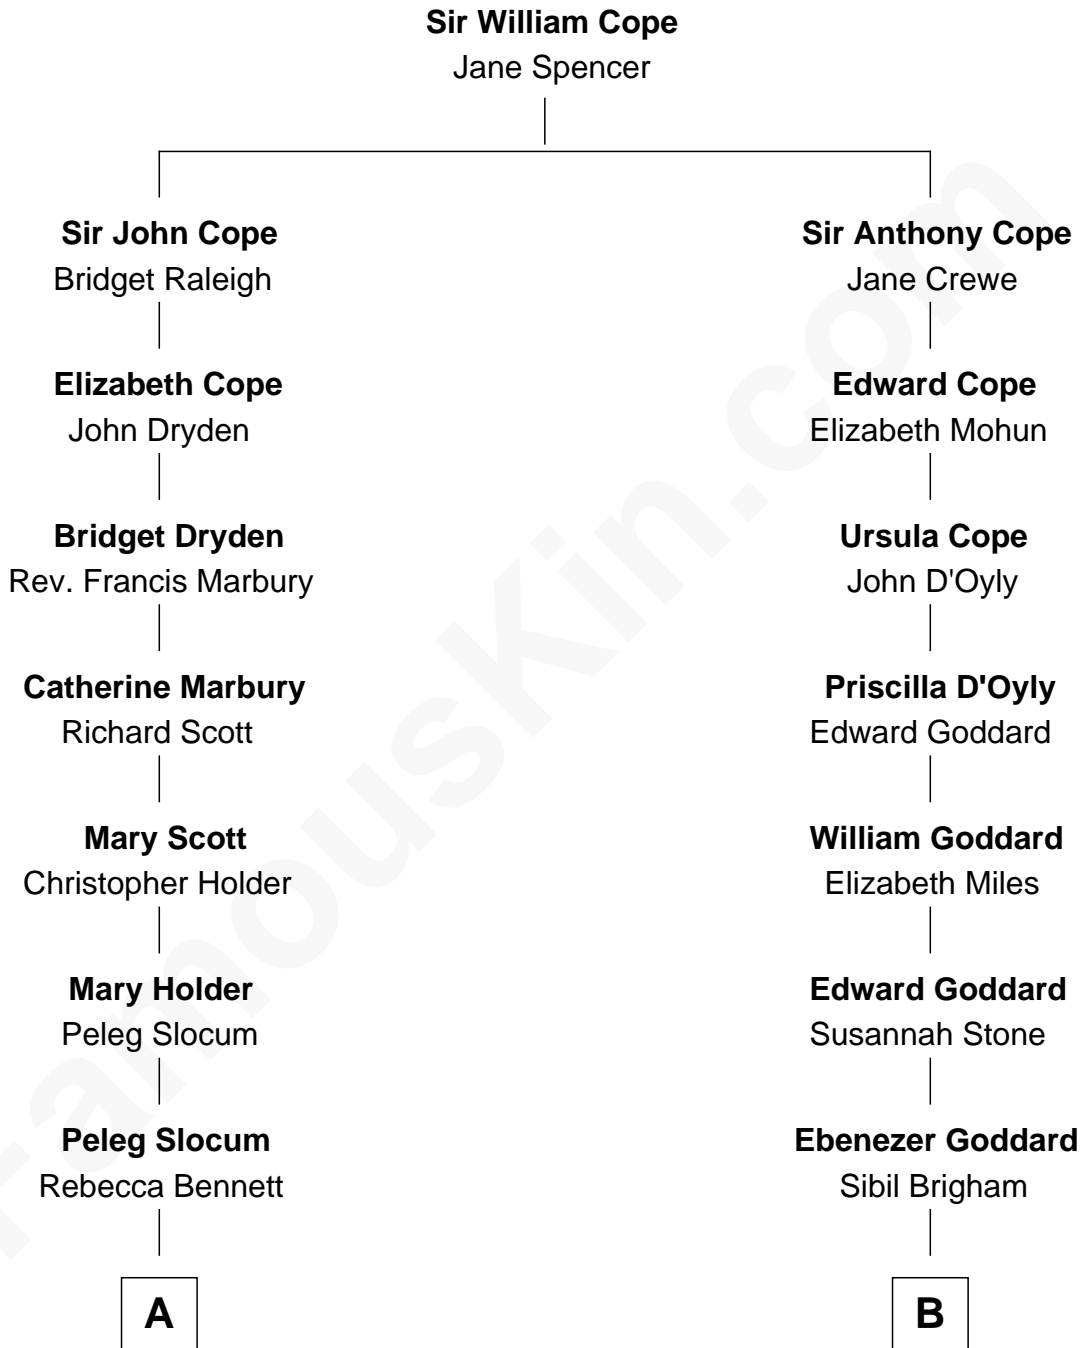 Sir William Cope
Jane Spencer
Sir John Cope
Bridget Raleigh
Sir Anthony Cope
Jane Crewe
Elizabeth Cope
John Dryden
Edward Cope
Elizabeth Mohun
Bridget Dryden
Rev. Francis Marbury
Ursula Cope
John D'Oyly
Catherine Marbury
Richard Scott
Priscilla D'Oyly
Edward Goddard
Mary Scott
Christopher Holder
William Goddard
Elizabeth Miles
Mary Holder
Peleg Slocum
Edward Goddard
Susannah Stone
Peleg Slocum
Rebecca Bennett
Ebenezer Goddard
Sibil Brigham
A
B
FamousKin.com